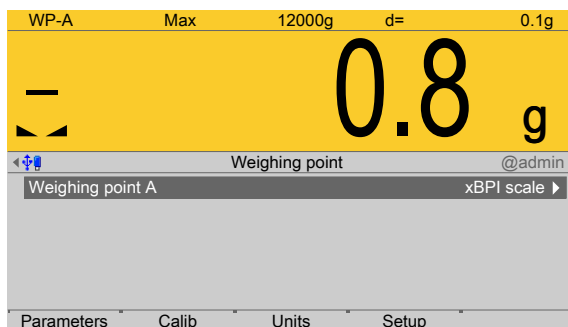 WP-A Max 12000g d= 0.1g
– 0.8 g
Weighing point @admin
Weighing point A xBPI scale
Parameters Calib Units Setup